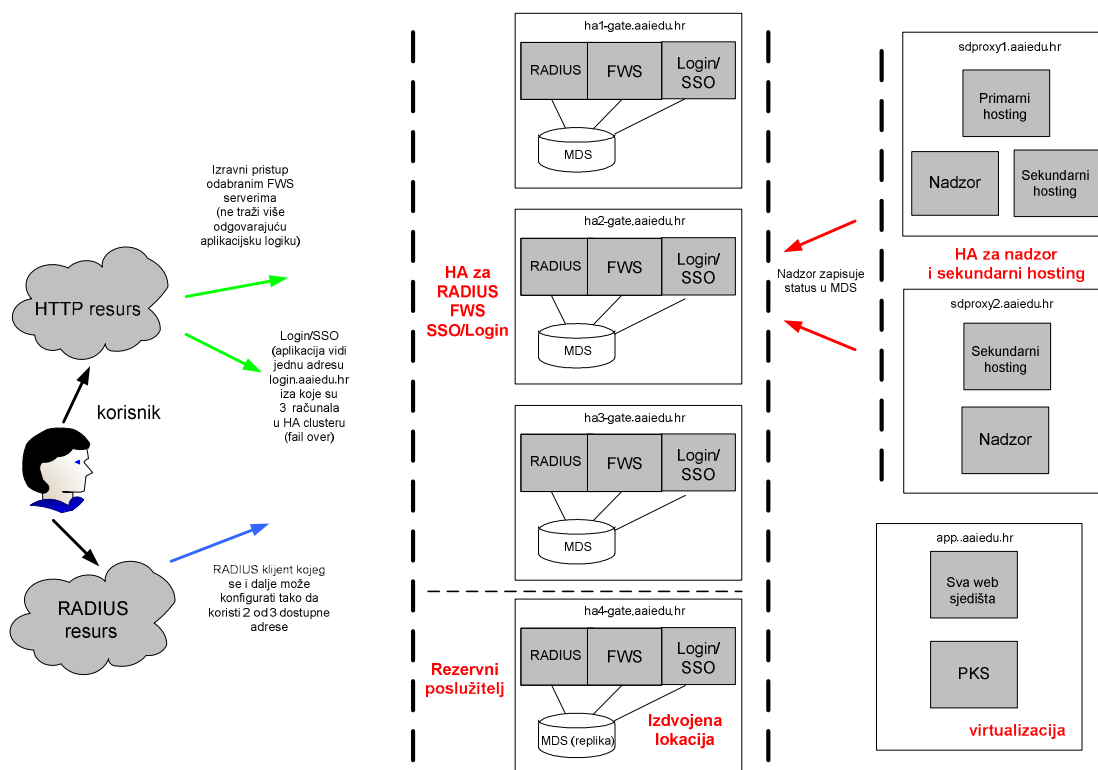 Izravni pristup
odabranim FWS
serverima
(ne traži više
odgovarajuću
aplikacijsku logiku)
HTTP resurs
Login/SSO
(aplikacija vidi
jednu adresu
login.aaiedu.hr
iza koje su
3 računala
u HA clusteru
(fail over)
korisnik
RADIUS klijent kojeg
se i dalje može
konfigurati tako da
koristi 2 od 3 dostupne
adrese
RADIUS
resurs
HA za
RADIUS
FWS
SSO/Login
Rezervni
poslužitelj
ha1-gate.aaiedu.hr
RADIUS
FWS
Login/
SSO
MDS
ha2-gate.aaiedu.hr
RADIUS
FWS
Login/
SSO
MDS
ha3-gate.aaiedu.hr
RADIUS
FWS
Login/
SSO
MDS
ha4-gate.aaiedu.hr
RADIUS
FWS
Login/
SSO
MDS (replika)
Izdvojena
lokacija
Nadzor zapisuje
status u MDS
sdproxy1.aaiedu.hr
Primarni
hosting
Nadzor
Sekundarni
hosting
HA za nadzor
i sekundarni hosting
sdproxy2.aaiedu.hr
Sekundarni
hosting
Nadzor
app..aaiedu.hr
Sva web
sjedišta
PKS
virtualizacija